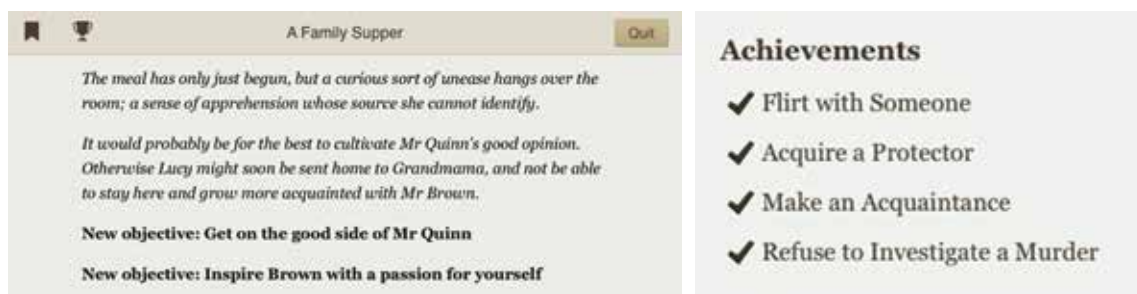 A Family Supper
Quit
The meal has only just begun, but a curious sort of unease hangs over the
room; a sense of apprehension whose source she cannot identify.
It would probably be for the best to cultivate Mr Quinn's good opinion.
Otherwise Lucy might soon be sent home to Grandmama, and not be able
to stay here and grow more acquainted with Mr Brown.
New objective: Get on the good side of Mr Quinn
New objective: Inspire Brown with a passion for yourself
Achievements
Flirt with Someone
Acquire a Protector
Make an Acquaintance
Refuse to Investigate a Murder